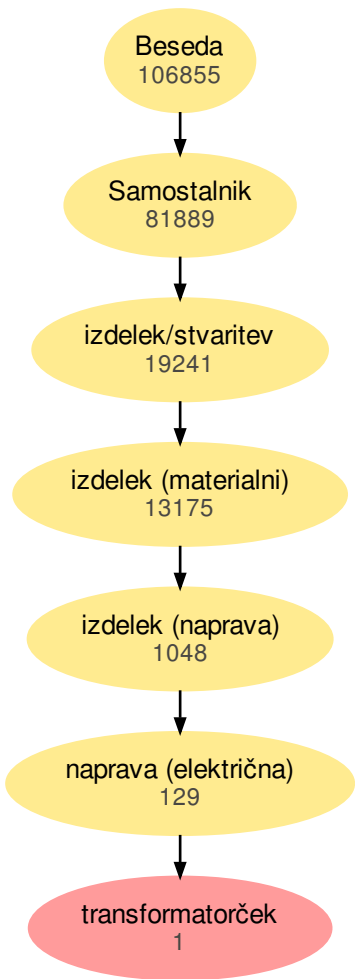 Beseda
106855
Samostalnik
81889
izdelek/stvaritev
19241
izdelek (materialni)
13175
izdelek (naprava)
1048
naprava (električna)
129
transformatorček
1